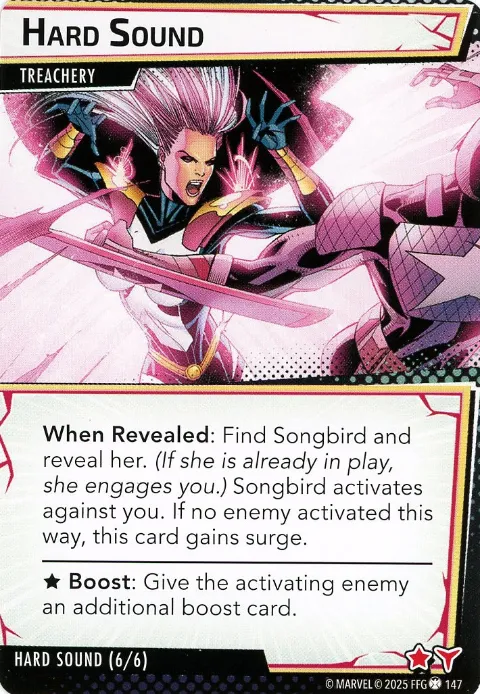 HARD SOUND
TREACHERY
When Revealed: Find Songbird and
reveal her. (If she is already in play,
she engages you.) Songbird activates
against you. If no enemy activated this
way, this card gains surge.
★ Boost: Give the activating enemy
an additional boost card.
HARD SOUND (6/6)
© MARVEL © 2025 FFG 147